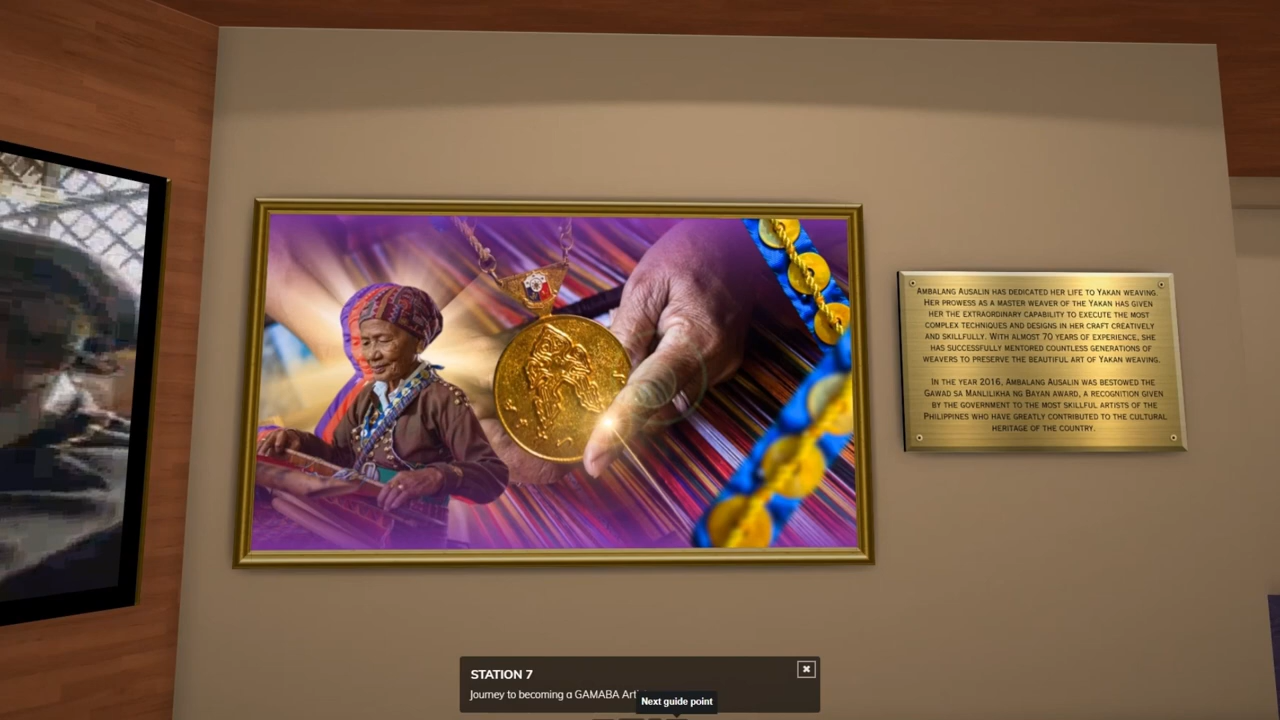 AMBALANG AUSALIN HAS DEDICATED HER LIFE TO YAKAN WEAVING.
HER PROWESS AS A MASTER WEAVER OF THE YAKAN HAS GIVEN
HER THE EXTRAORDINARY CAPABILITY TO EXECUTE THE MOST
COMPLEX TECHNIQUES AND DESIGNS IN HER CRAFT CREATIVELY
AND SKILLFULLY. WITH ALMOST 70 YEARS OF EXPERIENCE, SHE
HAS SUCCESSFULLY MENTORED COUNTLESS GENERATIONS OF
WEAVERS TO PRESERVE THE BEAUTIFUL ART OF YAKAN WEAVING.
IN THE YEAR 2016, AMBALANG AUSALIN WAS BESTOWED THE
GAWAD SA MANLILIKHA NG BAYAN AWARD, A RECOGNITION GIVEN
BY THE GOVERNMENT TO THE MOST SKILLFUL ARTISTS OF THE
PHILIPPINES WHO HAVE GREATLY CONTRIBUTED TO THE CULTURAL
HERITAGE OF THE COUNTRY.
STATION 7
Journey to becoming a GAMABA
Next guide point